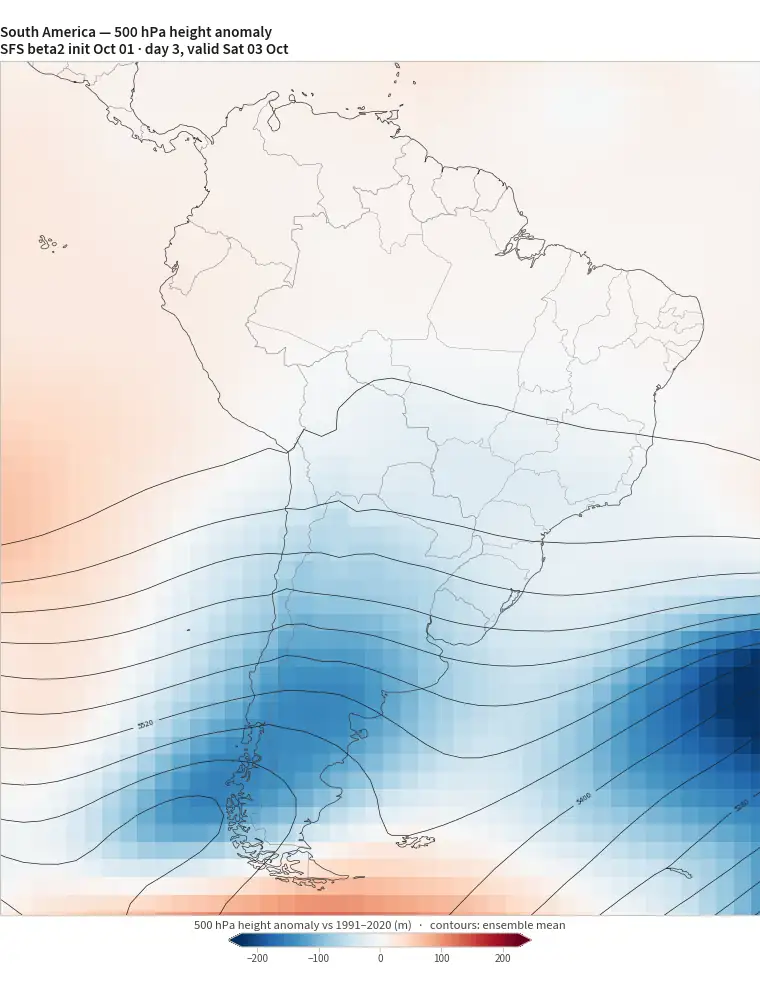 South America — 500 hPa height anomaly
SFS beta2 init Oct 01 · day 3, valid Sat 03 Oct
5520
5400
5280
500 hPa height anomaly vs 1991–2020 (m) · contours: ensemble mean
−200 −100 0 100 200